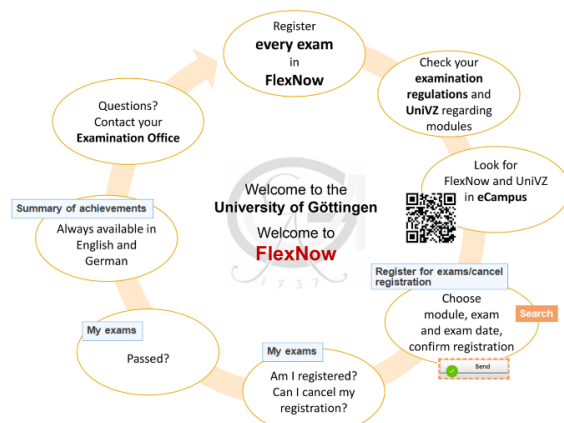 Register
every exam
in
FlexNow
Check your
examination
regulations and
UniVZ regarding
modules
Look for
FlexNow and UniVZ
in eCampus
Register for exams/cancel
registration
Choose
module, exam
and exam date,
confirm registration
Search
Send
My exams
Am I registered?
Can I cancel my
registration?
My exams
Passed?
Summary of achievements
Always available in
English and
German
Questions?
Contact your
Examination Office
Welcome to the
University of Göttingen
Welcome to
FlexNow
1737